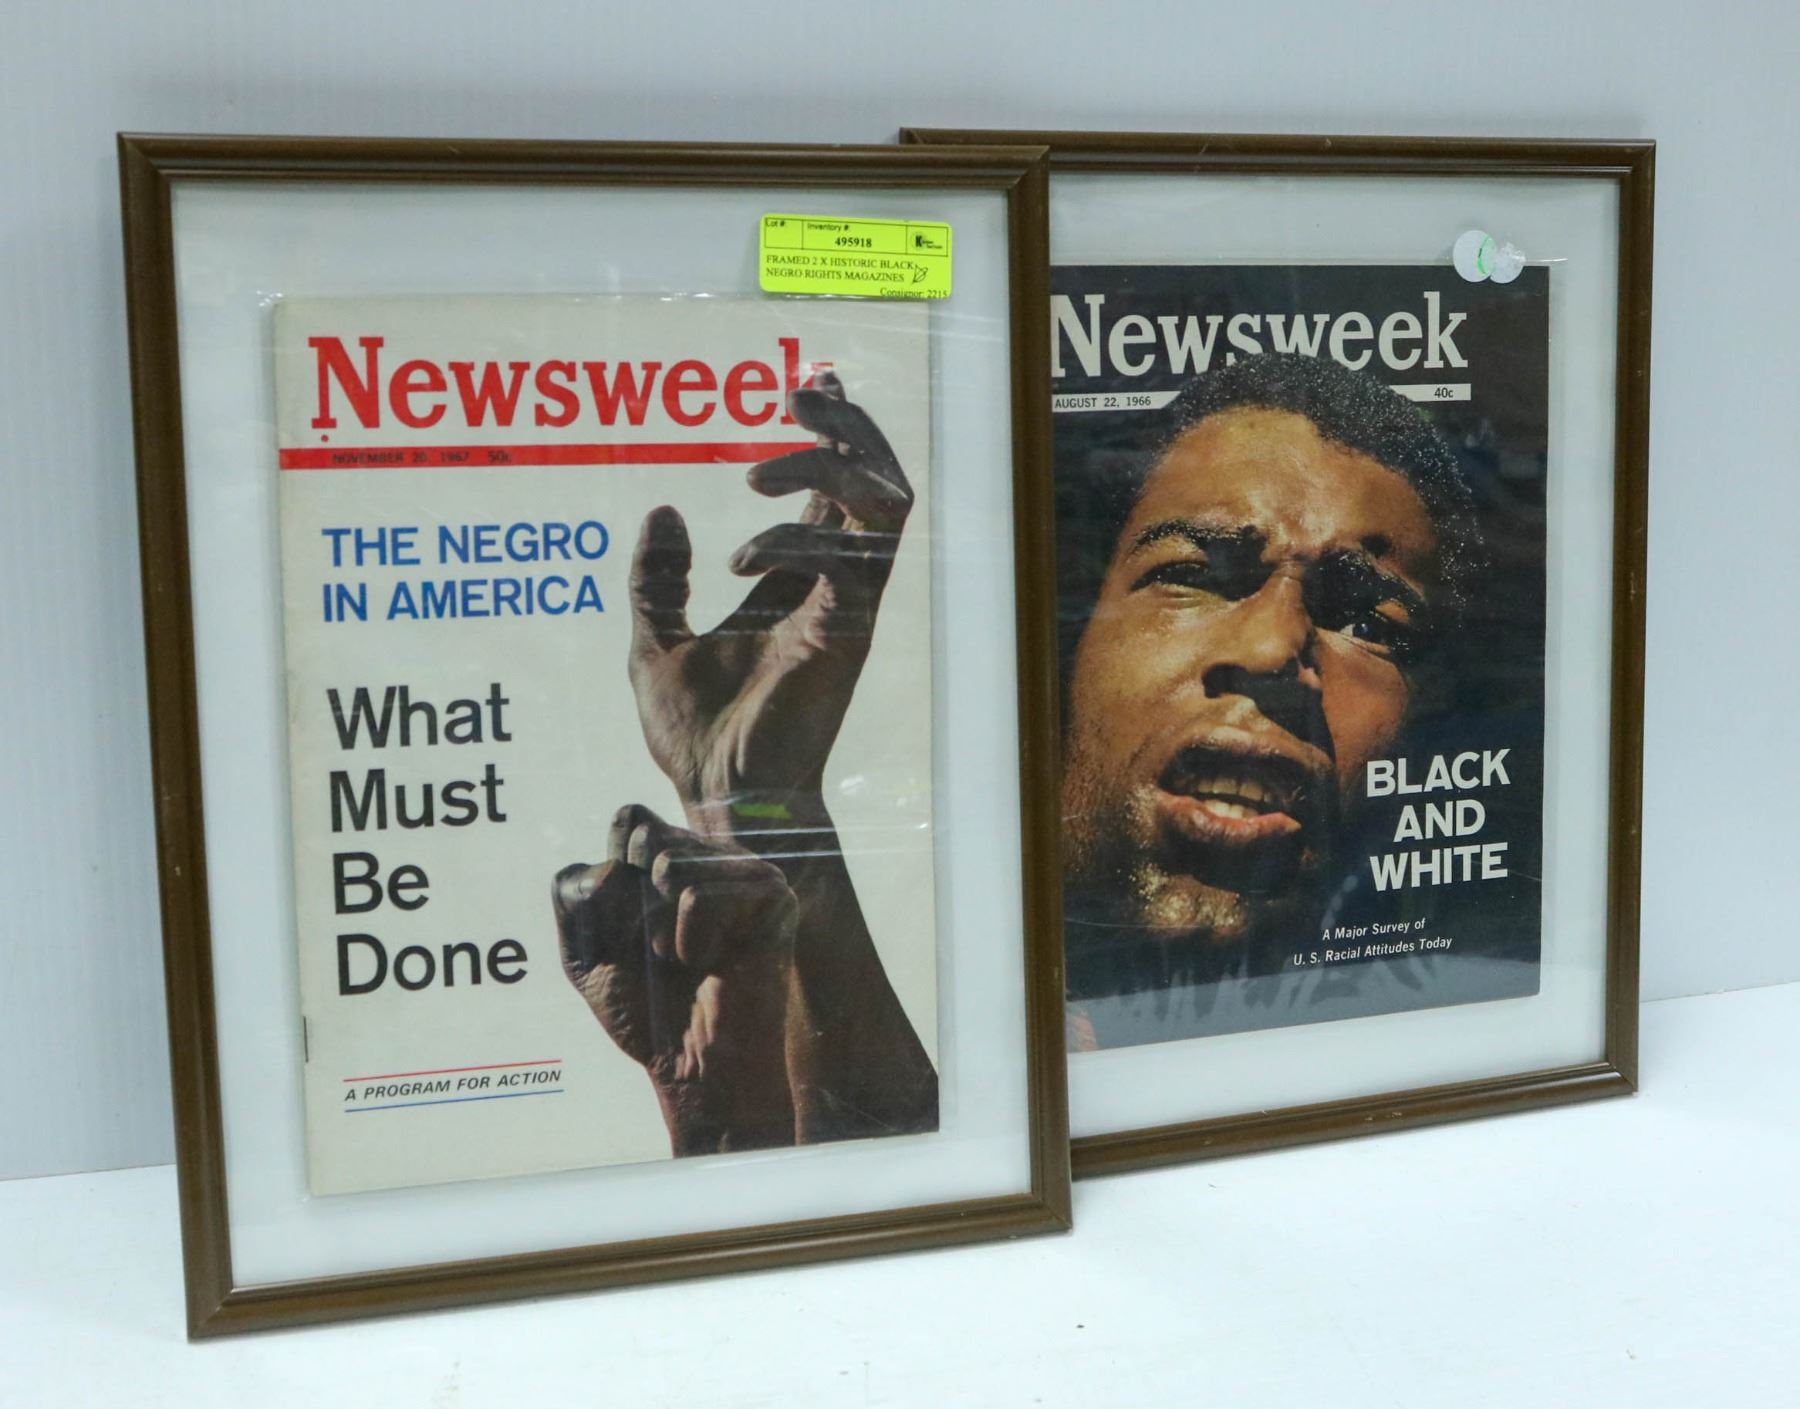 Lot #:
Inventory #:
495918
FRAMED 2 X HISTORIC BLACK
NEGRO RIGHTS MAGAZINES
Consignor: 2215
Newsweek
NOVEMBER 20, 1967 50c
THE NEGRO
IN AMERICA
What
Must
Be
Done
A PROGRAM FOR ACTION
Newsweek
AUGUST 22, 1966
40c
BLACK
AND
WHITE
A Major Survey of
U. S. Racial Attitudes Today